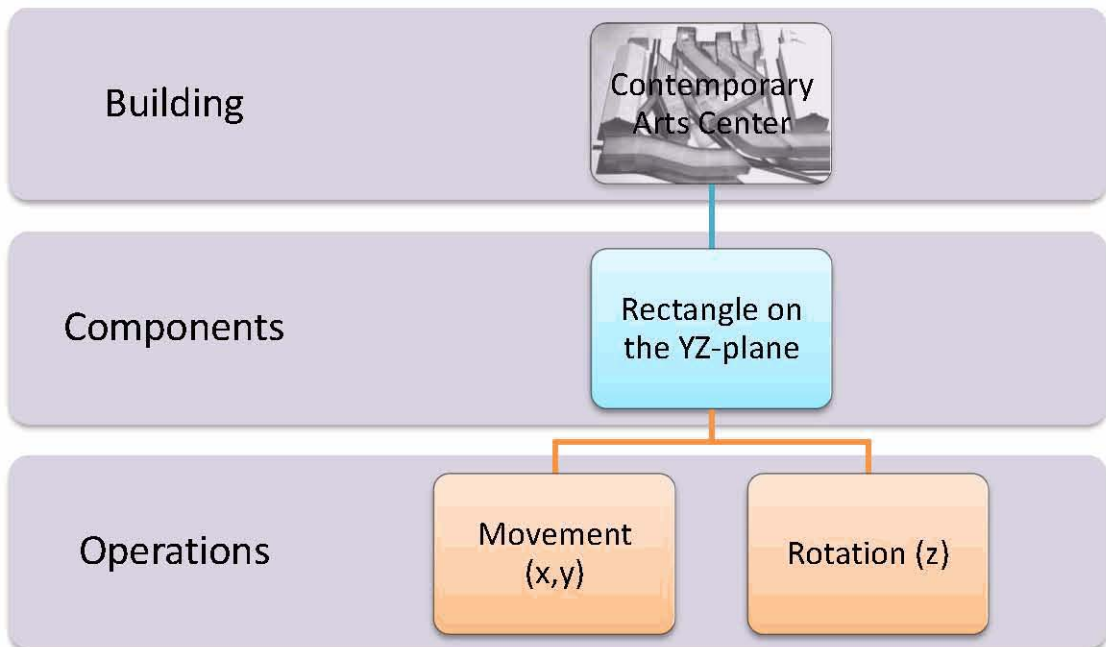 Building
Contemporary
Arts Center
Components
Rectangle on
the YZ-plane
Operations
Movement
(x,y)
Rotation (z)